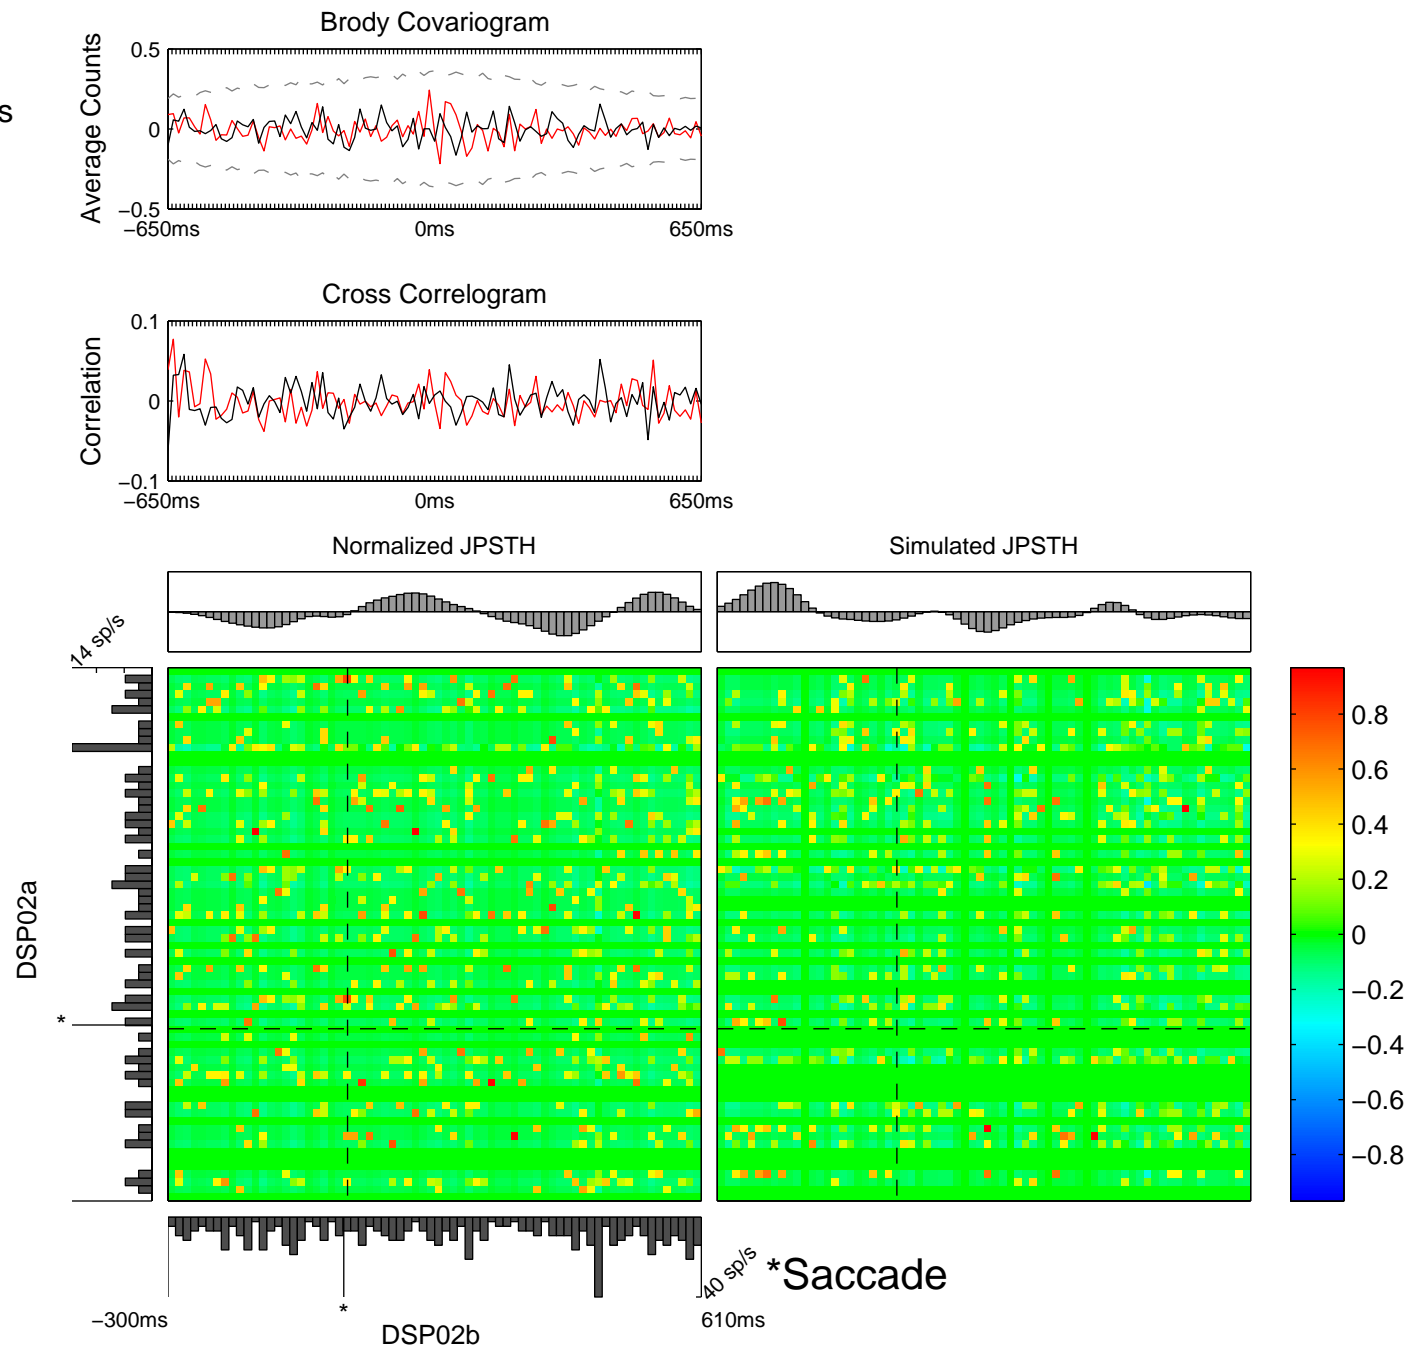 Brody Covariogram
Average Counts
0.5
0
−0.5
−650ms
0ms
650ms
s
Cross Correlogram
Correlation
0.1
0
−0.1
−650ms
0ms
650ms
Normalized JPSTH
Simulated JPSTH
14 sp/s
DSP02a
*
0.8
0.6
0.4
0.2
0
−0.2
−0.4
−0.6
−0.8
40 sp/s
*Saccade
*
−300ms
610ms
DSP02b